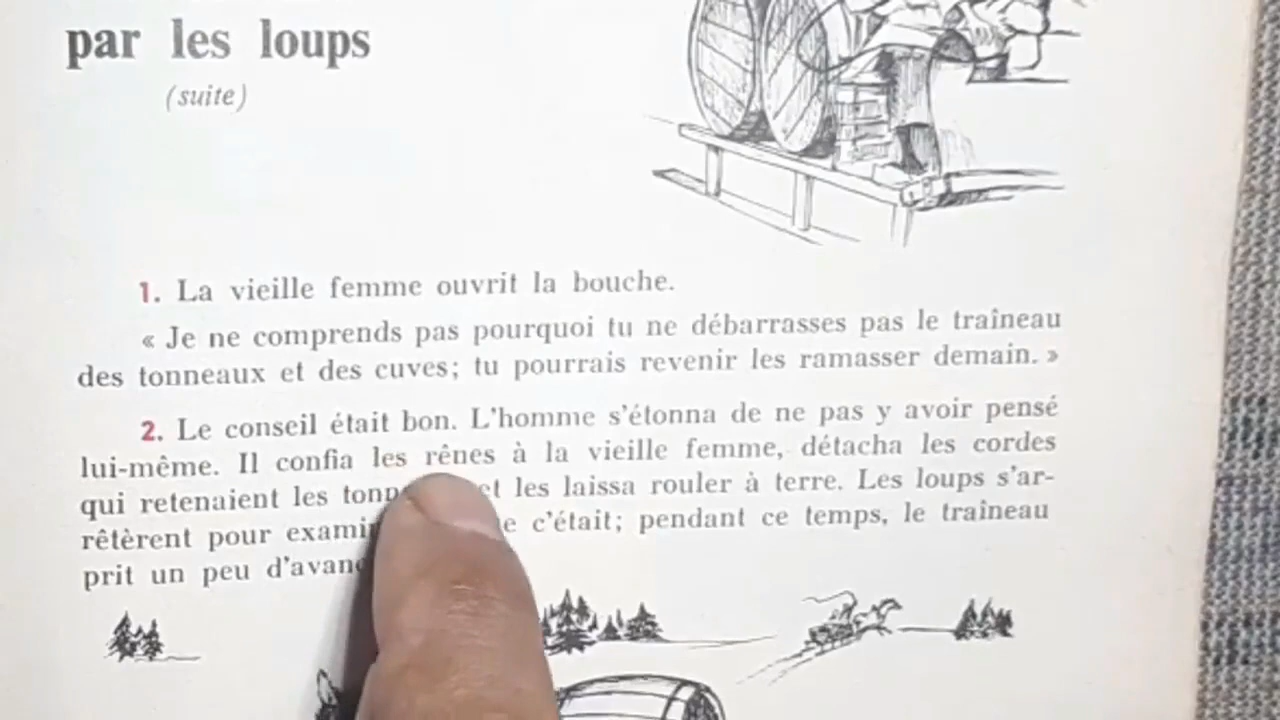 par les loups
(suite)
1. La vieille femme ouvrit la bouche.
« Je ne comprends pas pourquoi tu ne débarrasses pas le traîneau
des tonneaux et des cuves; tu pourrais revenir les ramasser demain. »
2. Le conseil était bon. L'homme s'étonna de ne pas y avoir pensé
lui-même. Il confia les rênes à la vieille femme, détacha les cordes
qui retenaient les les laissa rouler à terre. Les loups s'ar-
rêtèrent pour c'était; pendant ce temps, le traîneau
prit un peu